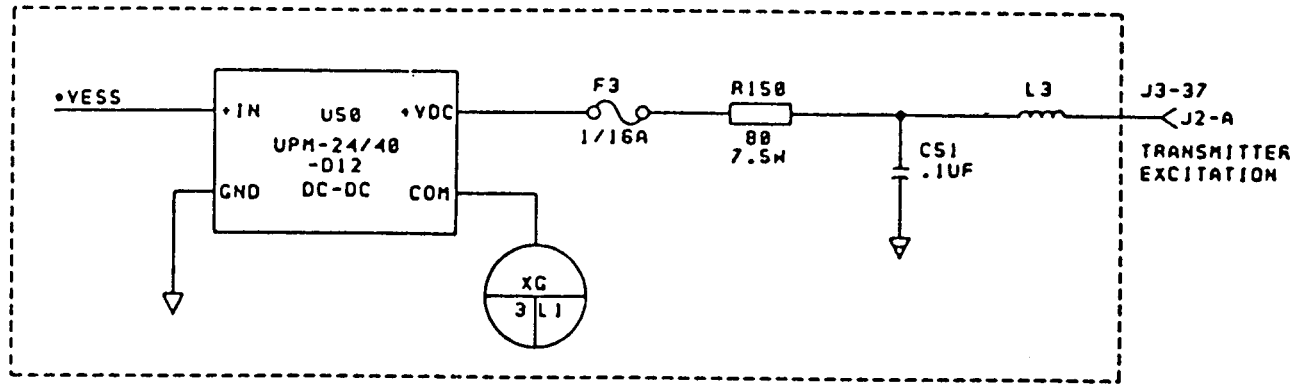 +VESS
+IN
U50
+VDC
UPM-24/40
-D12
DC-DC
GND
COM
XG
3 L1
F3
1/16A
R150
80
7.5W
C51
.1UF
L3
J3-37
J2-A
TRANSMITTER
EXCITATION